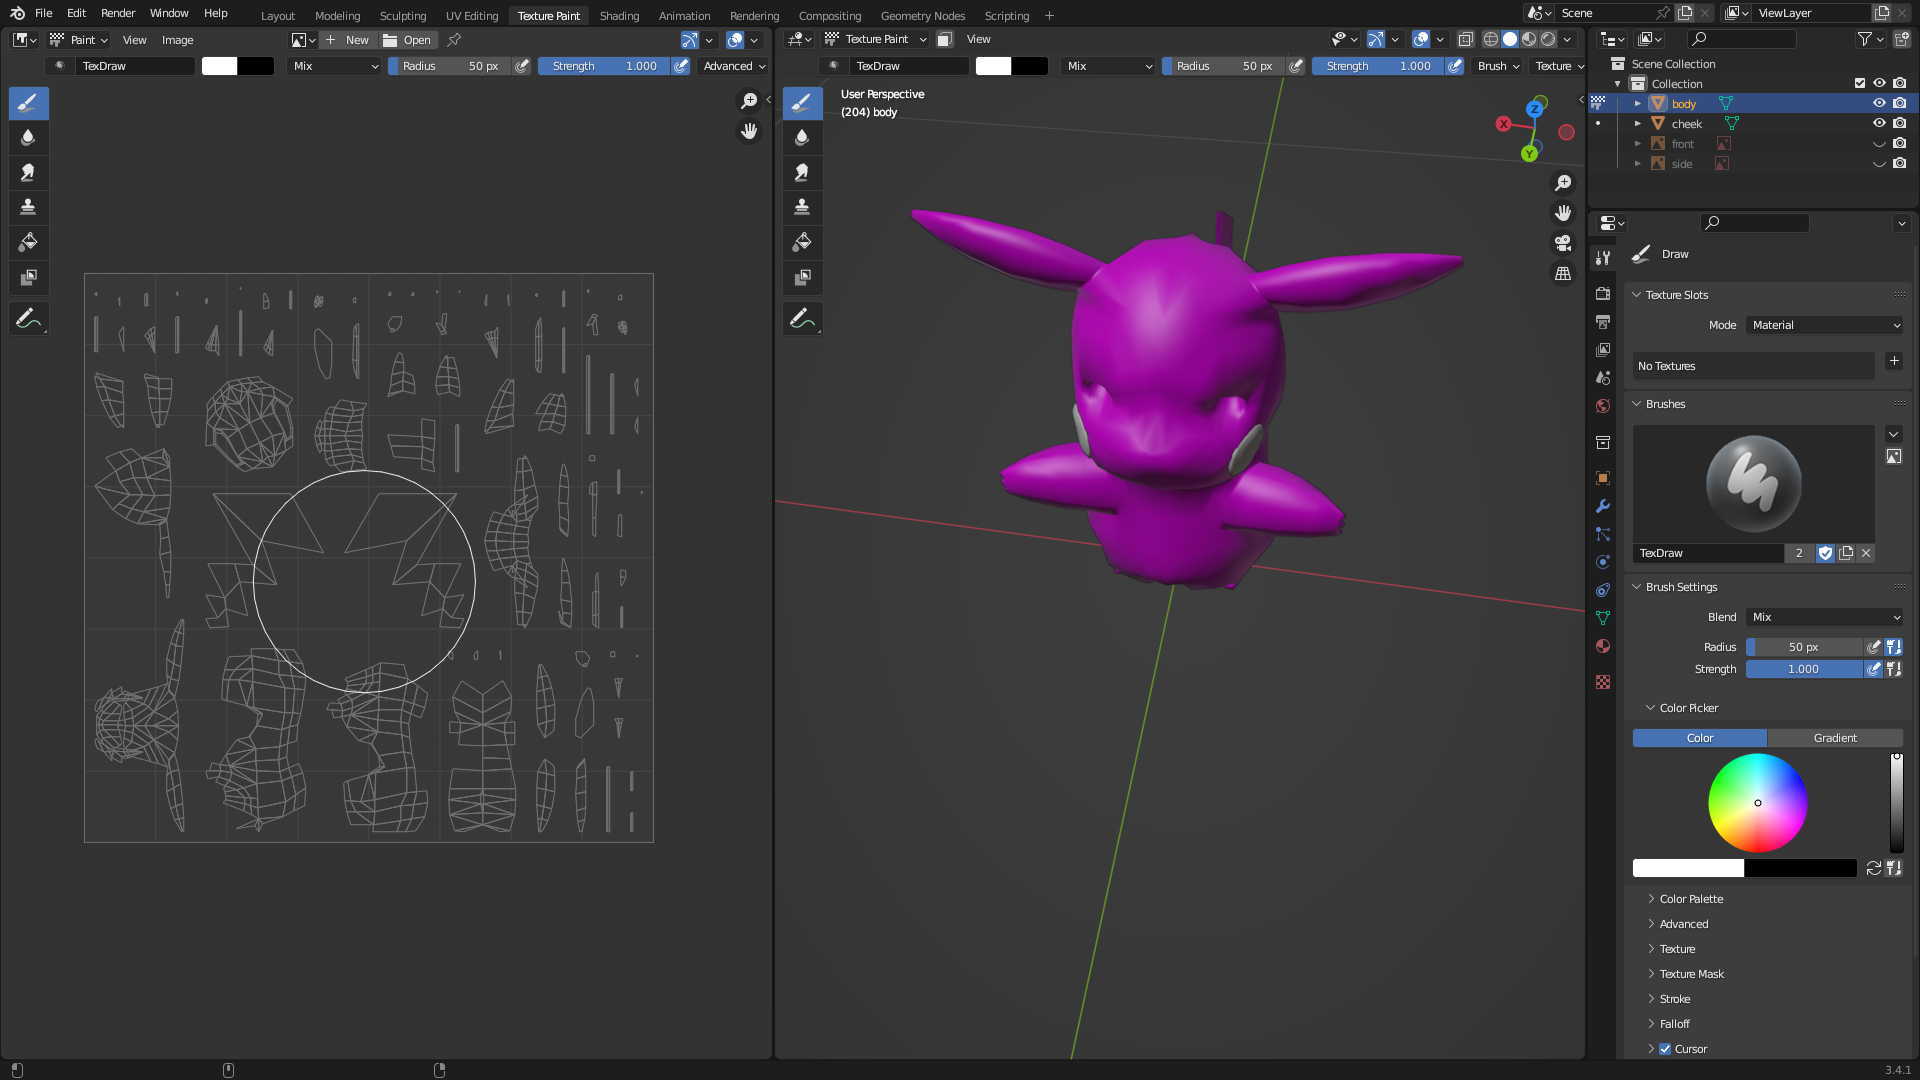 File Edit Render Window Help Layout Modeling Sculpting UV Editing Texture Paint Shading Animation Rendering Compositing Geometry Nodes Scripting + Scene ViewLayer
Paint View Image + New Open Texture Paint View
TexDraw Mix Radius 50 px Strength 1.000 Advanced TexDraw Mix Radius 50 px Strength 1.000 Brush Texture
User Perspective
(204) body
X
Y
Z
Scene Collection
Collection
body
cheek
front
side
Draw
Texture Slots
Mode Material
No Textures
Brushes
TexDraw 2
Brush Settings
Blend Mix
Radius 50 px
Strength 1.000
Color Picker
Color Gradient
Color Palette
Advanced
Texture
Texture Mask
Stroke
Falloff
Cursor
3.4.1